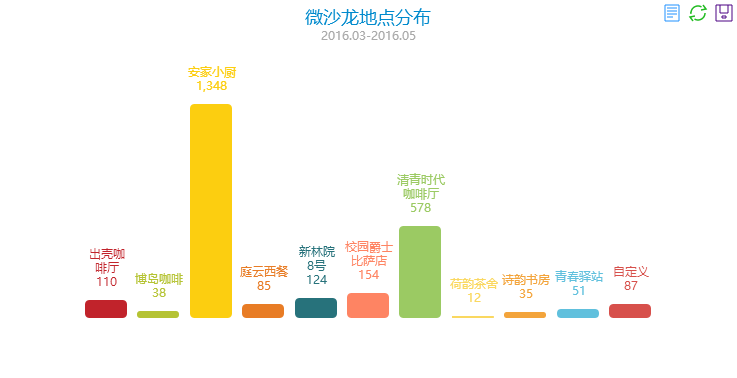 微沙龙地点分布
2016.03-2016.05
出壳咖
啡厅
110
博岛咖啡
38
安家小厨
1,348
庭云西餐
85
新林院
8号
124
校园爵士
比萨店
154
清青时代
咖啡厅
578
荷韵茶舍
12
诗韵书房
35
青春驿站
51
自定义
87